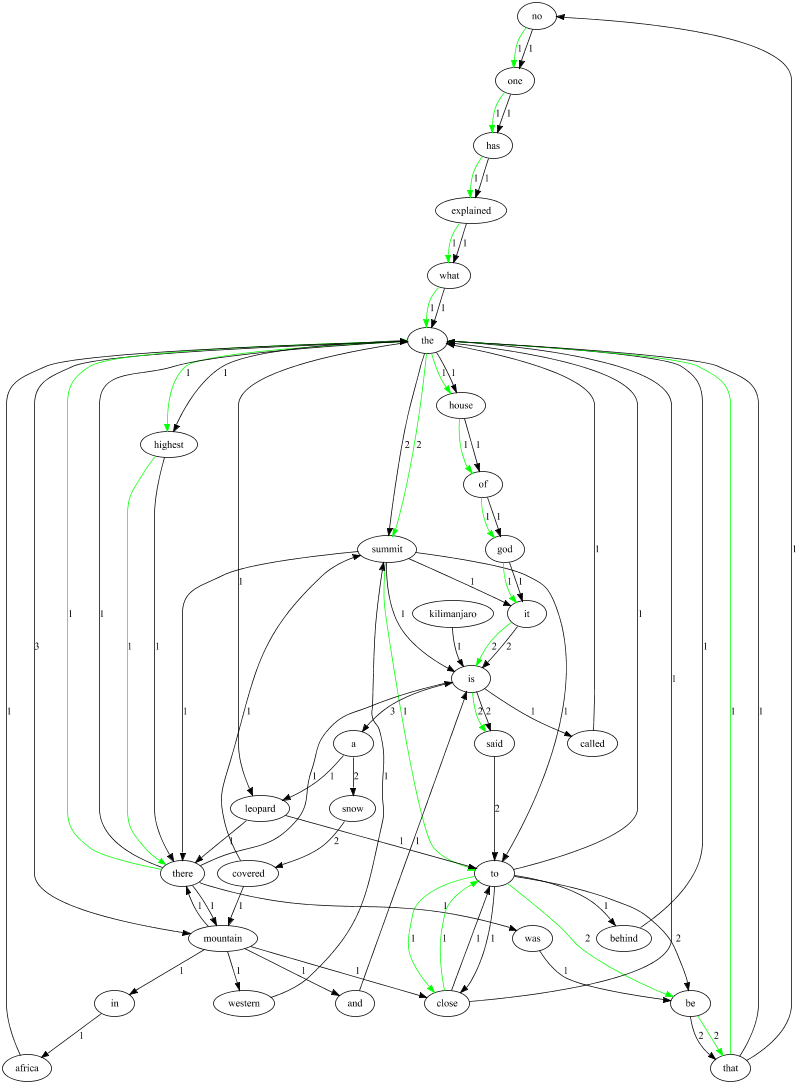 no
1 1
one
1 1
has
1 1
explained
1 1
what
1 1
the
1 1 1 1
house
highest 2 2 1 1
of
1 1
summit god 1 1
1 1 1 1
1 1 1 kilimanjaro 1 it
3 1 1 1 2 2 1 1
is 1
1 1 3 1 2 2 1 1 1 1
a said called
1 1 2 1
leopard snow 2
1 2 1 1
there covered to
1 1 1 1 1
mountain 1 1 1 1 was 2 behind 2
1 1 1 1 1
in western and close be
1 2 2
africa that